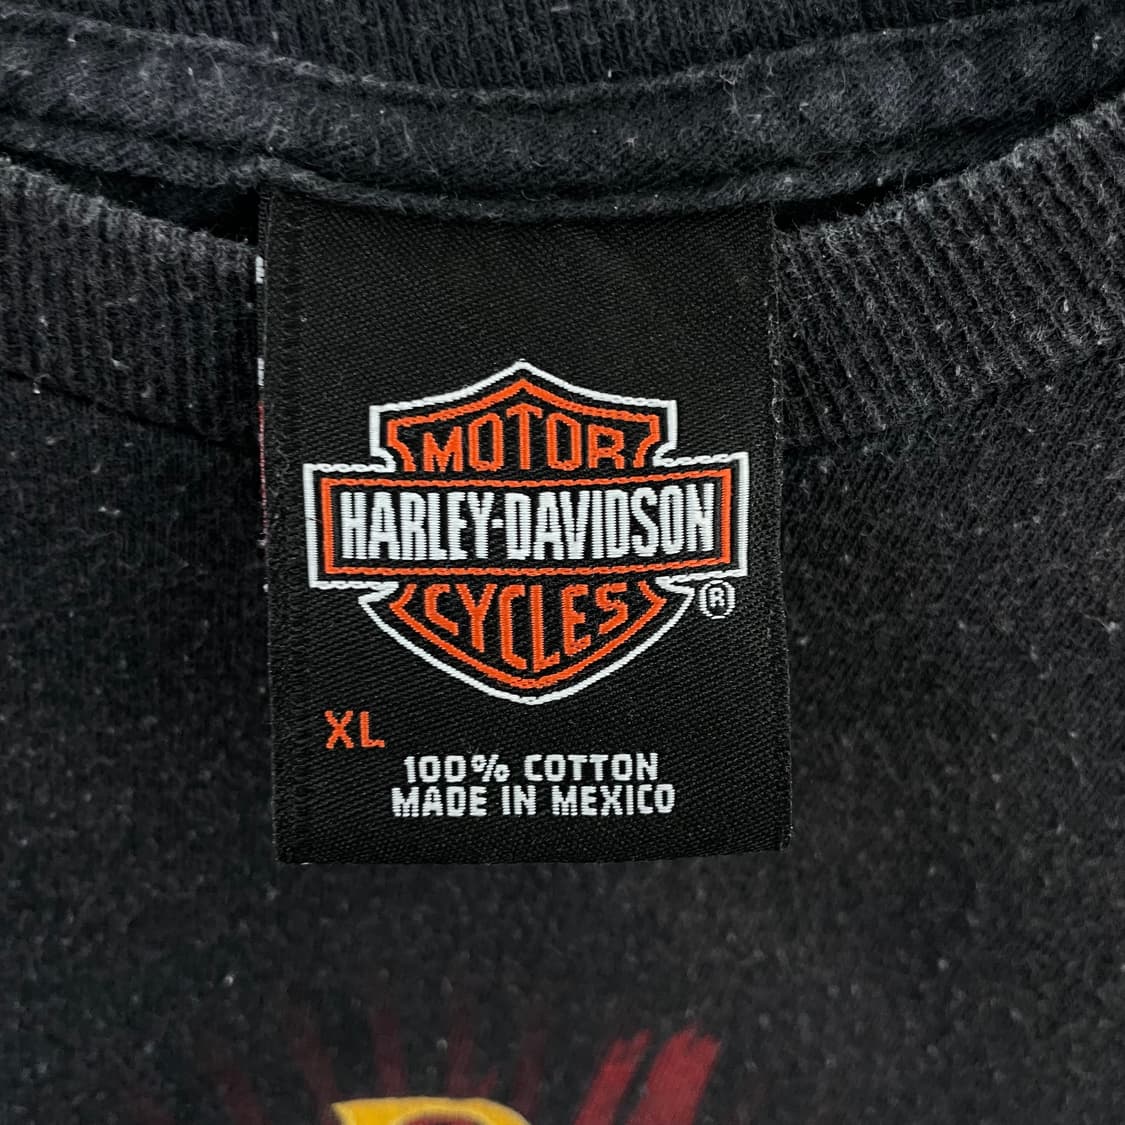 MOTOR
HARLEY-DAVIDSON
CYCLES
®
XL
100% COTTON
MADE IN MEXICO